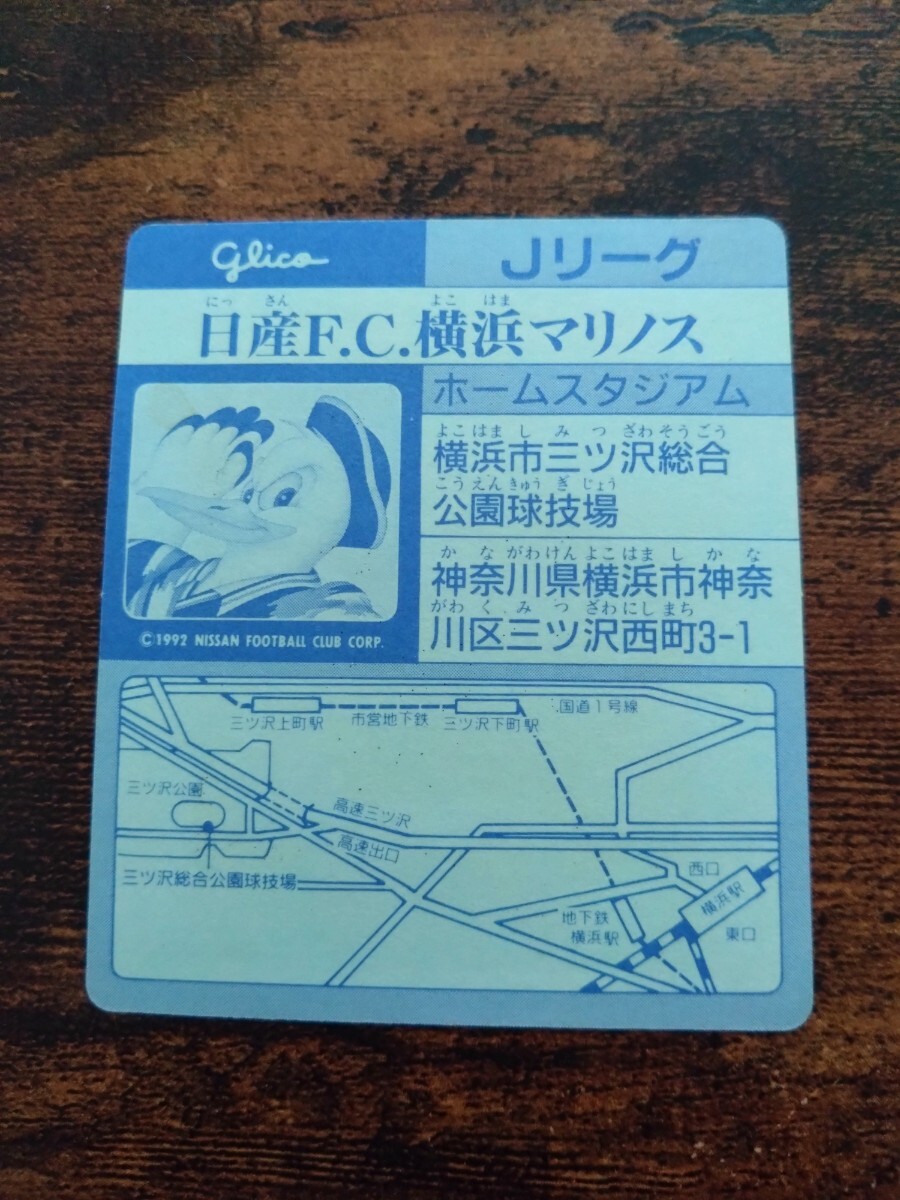 Glico
Jリーグ
にっ さん よこ はま
日産F.C.横浜マリノス
ホームスタジアム
よこはま し み つ ざわそうごう
横浜市三ツ沢総合
こうえんきゅう ぎ じょう
公園球技場
か な がわけんよこはま し か な
神奈川県横浜市神奈
がわ く み つ ざわにしまち
川区三ツ沢西町3-1
©1992 NISSAN FOOTBALL CLUB CORP.
三ツ沢上町駅
市営地下鉄
三ツ沢下町駅
国道1号線
三ツ沢公園
高速三ツ沢
高速出口
三ツ沢総合公園球技場
西口
横浜駅
地下鉄
横浜駅
東口